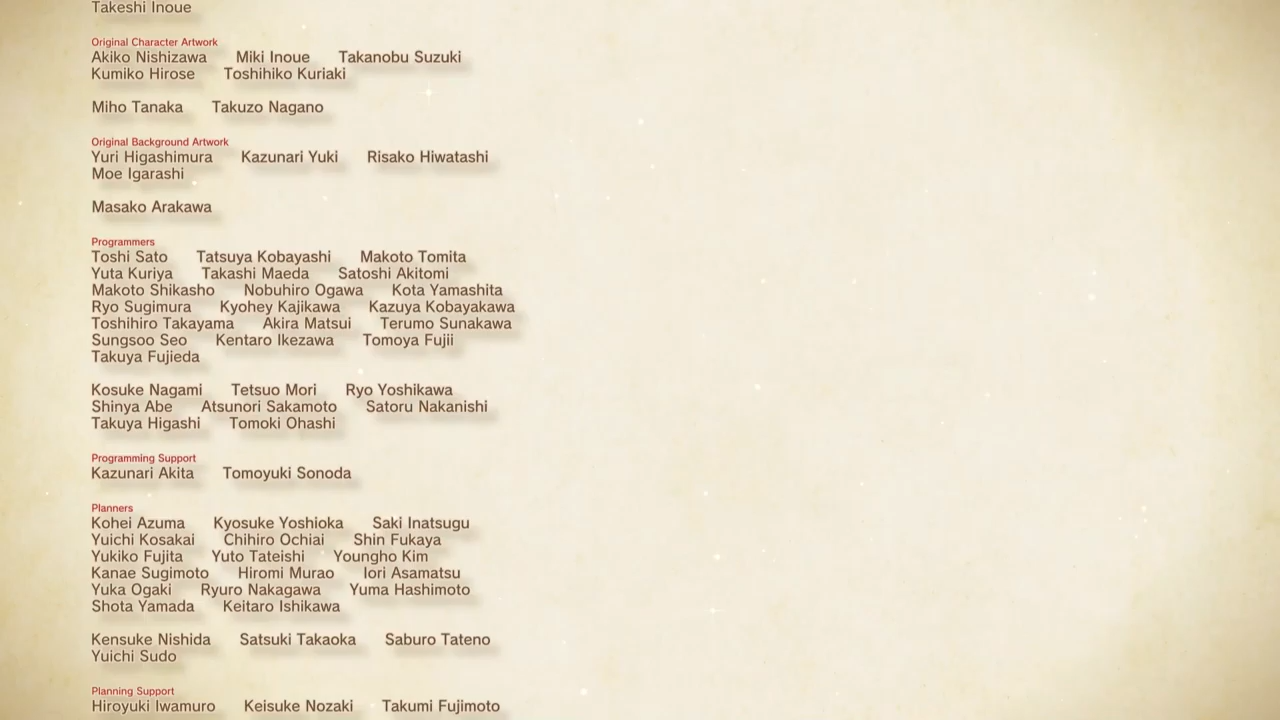 Takeshi Inoue
Original Character Artwork
Akiko Nishizawa Miki Inoue Takanobu Suzuki
Kumiko Hirose Toshihiko Kuriaki
Miho Tanaka Takuzo Nagano
Original Background Artwork
Yuri Higashimura Kazunari Yuki Risako Hiwatashi
Moe Igarashi
Masako Arakawa
Programmers
Toshi Sato Tatsuya Kobayashi Makoto Tomita
Yuta Kuriya Takashi Maeda Satoshi Akitomi
Makoto Shikasho Nobuhiro Ogawa Kota Yamashita
Ryo Sugimura Kyohey Kajikawa Kazuya Kobayakawa
Toshihiro Takayama Akira Matsui Terumo Sunakawa
Sungsoo Seo Kentaro Ikezawa Tomoya Fujii
Takuya Fujieda
Kosuke Nagami Tetsuo Mori Ryo Yoshikawa
Shinya Abe Atsunori Sakamoto Satoru Nakanishi
Takuya Higashi Tomoki Ohashi
Programming Support
Kazunari Akita Tomoyuki Sonoda
Planners
Kohei Azuma Kyosuke Yoshioka Saki Inatsugu
Yuichi Kosakai Chihiro Ochiai Shin Fukaya
Yukiko Fujita Yuto Tateishi Youngho Kim
Kanae Sugimoto Hiromi Murao Iori Asamatsu
Yuka Ogaki Ryuro Nakagawa Yuma Hashimoto
Shota Yamada Keitaro Ishikawa
Kensuke Nishida Satsuki Takaoka Saburo Tateno
Yuichi Sudo
Planning Support
Hiroyuki Iwamuro Keisuke Nozaki Takumi Fujimoto